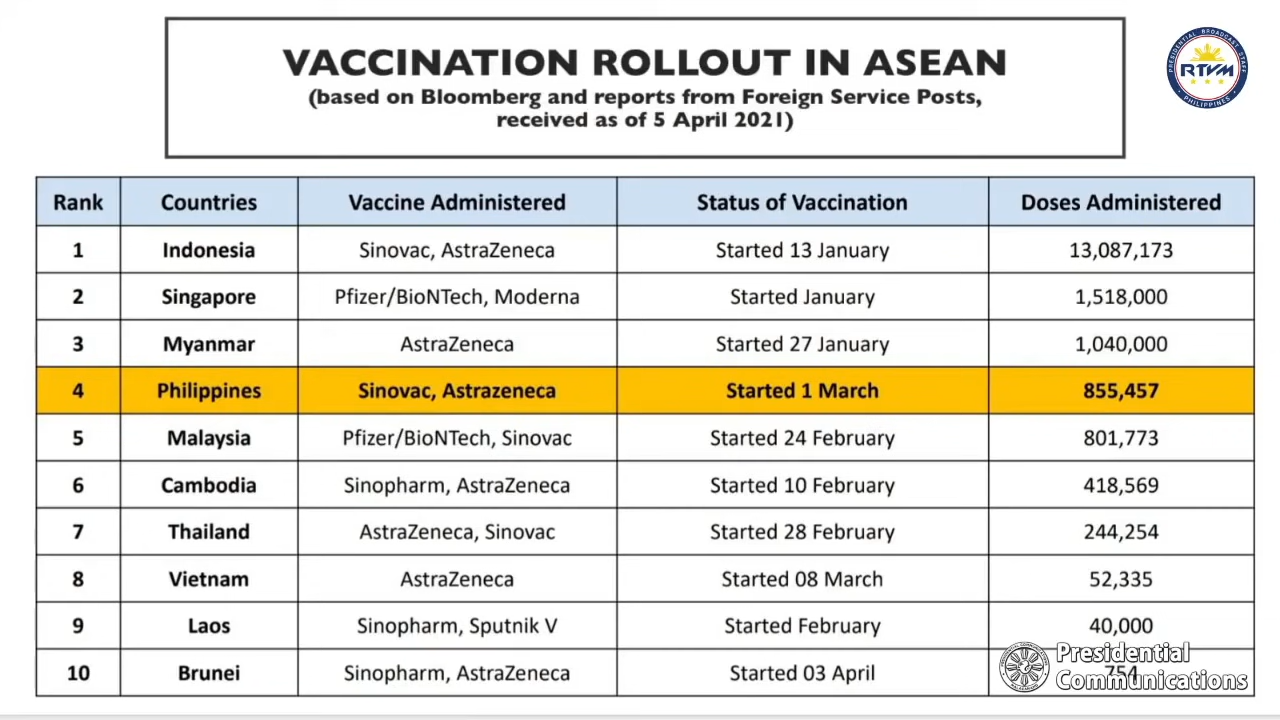 VACCINATION ROLLOUT IN ASEAN
(based on Bloomberg and reports from Foreign Service Posts,
received as of 5 April 2021)
PRESIDENTIAL BROADCAST STAFF
RTVM
PHILIPPINES
Rank Countries Vaccine Administered Status of Vaccination Doses Administered
1 Indonesia Sinovac, AstraZeneca Started 13 January 13,087,173
2 Singapore Pfizer/BioNTech, Moderna Started January 1,518,000
3 Myanmar AstraZeneca Started 27 January 1,040,000
4 Philippines Sinovac, Astrazeneca Started 1 March 855,457
5 Malaysia Pfizer/BioNTech, Sinovac Started 24 February 801,773
6 Cambodia Sinopharm, AstraZeneca Started 10 February 418,569
7 Thailand AstraZeneca, Sinovac Started 28 February 244,254
8 Vietnam AstraZeneca Started 08 March 52,335
9 Laos Sinopharm, Sputnik V Started February 40,000
10 Brunei Sinopharm, AstraZeneca Started 03 April 754
Presidential
Communications